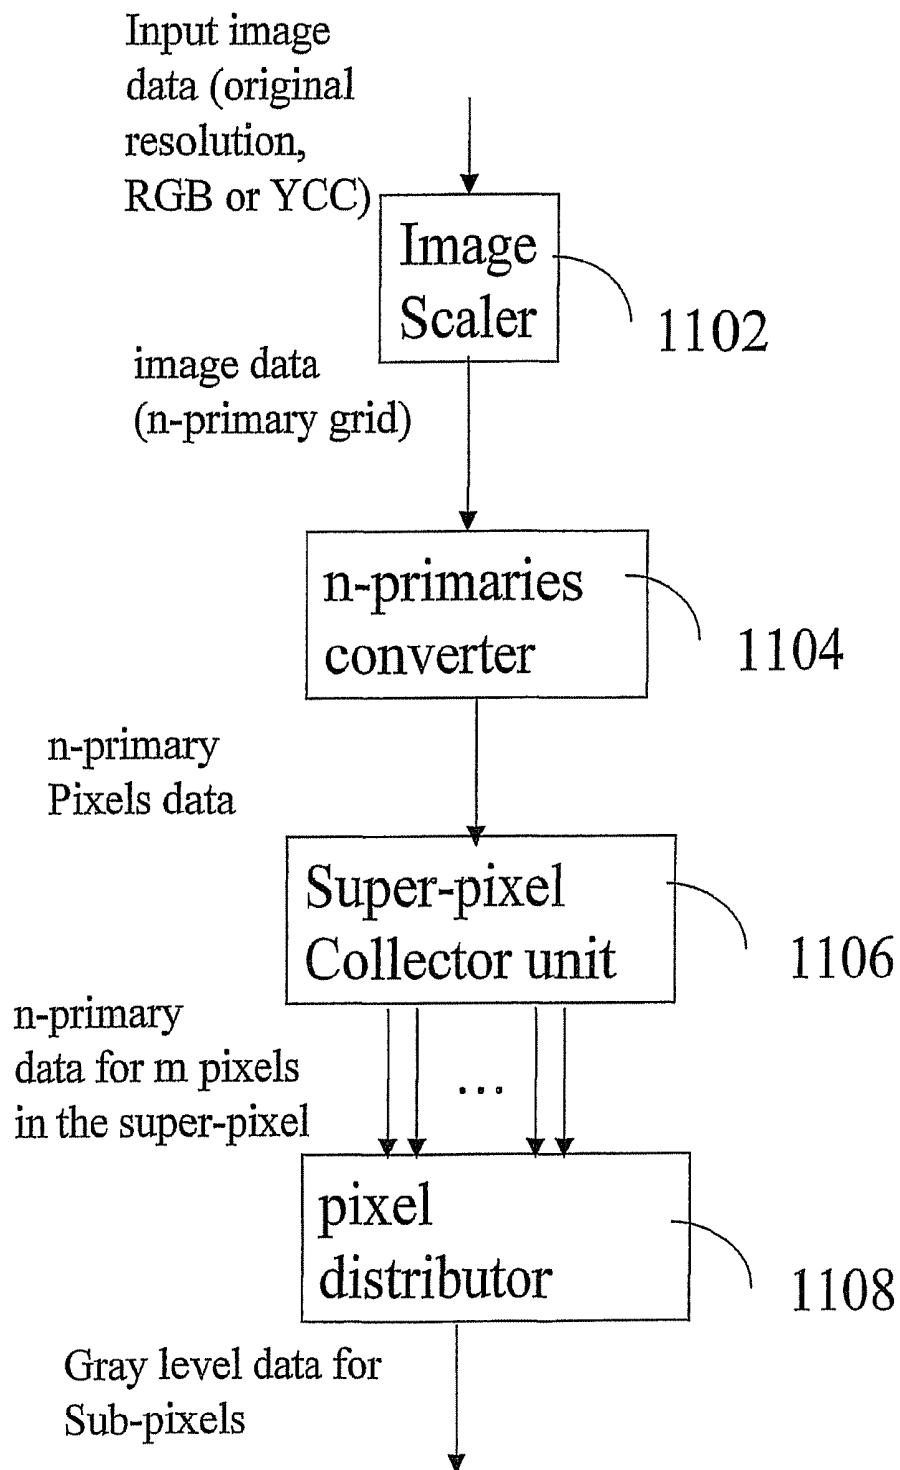 Input image
data (original
resolution,
RGB or YCC)
Image
Scaler
1102
image data
(n-primary grid)
n-primaries
converter
1104
n-primary
Pixels data
Super-pixel
Collector unit
1106
n-primary
data for m pixels
in the super-pixel
...
pixel
distributor
1108
Gray level data for
Sub-pixels